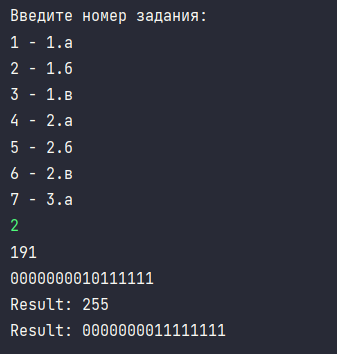 Введите номер задания:
1 - 1.а
2 - 1.б
3 - 1.в
4 - 2.а
5 - 2.б
6 - 2.в
7 - 3.а
2
191
0000000010111111
Result: 255
Result: 0000000011111111